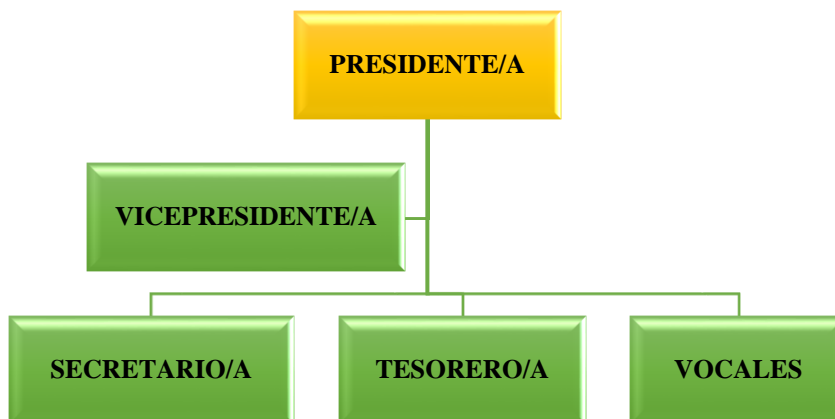 PRESIDENTE/A
VICEPRESIDENTE/A
SECRETARIO/A
TESORERO/A
VOCALES